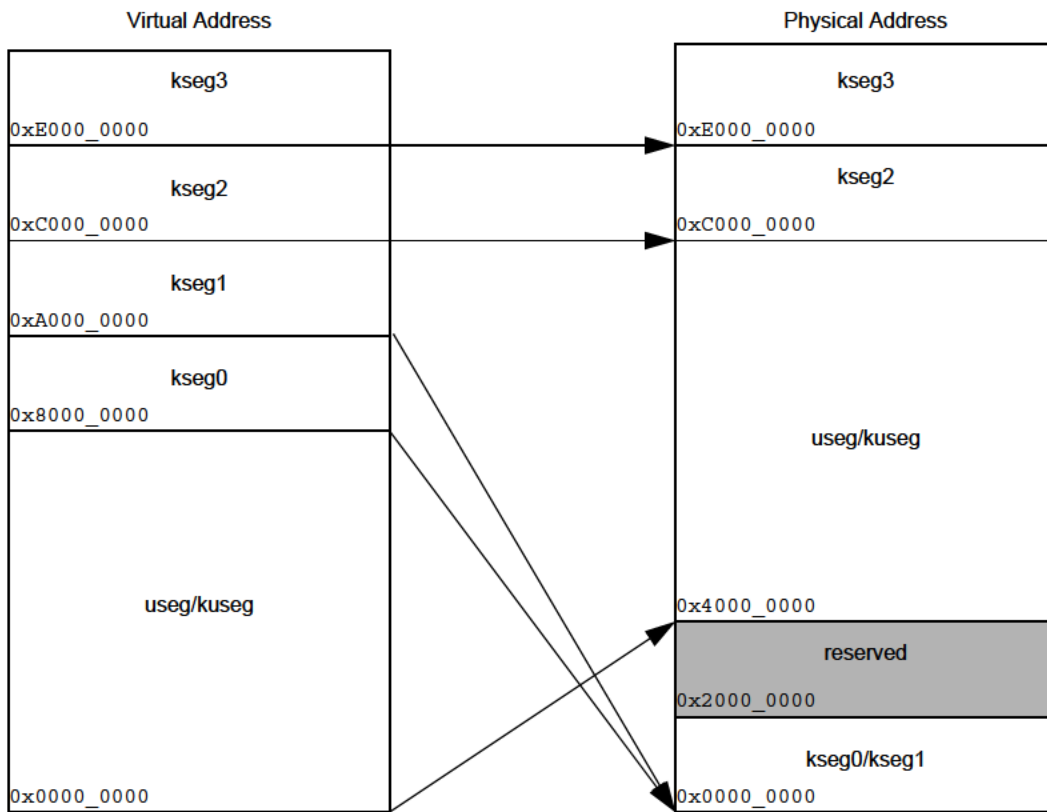 Virtual Address
kseg3
0xE000_0000
kseg2
0xC000_0000
kseg1
0xA000_0000
kseg0
0x8000_0000
useg/kuseg
0x0000_0000
Physical Address
kseg3
0xE000_0000
kseg2
0xC000_0000
useg/kuseg
0x4000_0000
reserved
0x2000_0000
kseg0/kseg1
0x0000_0000